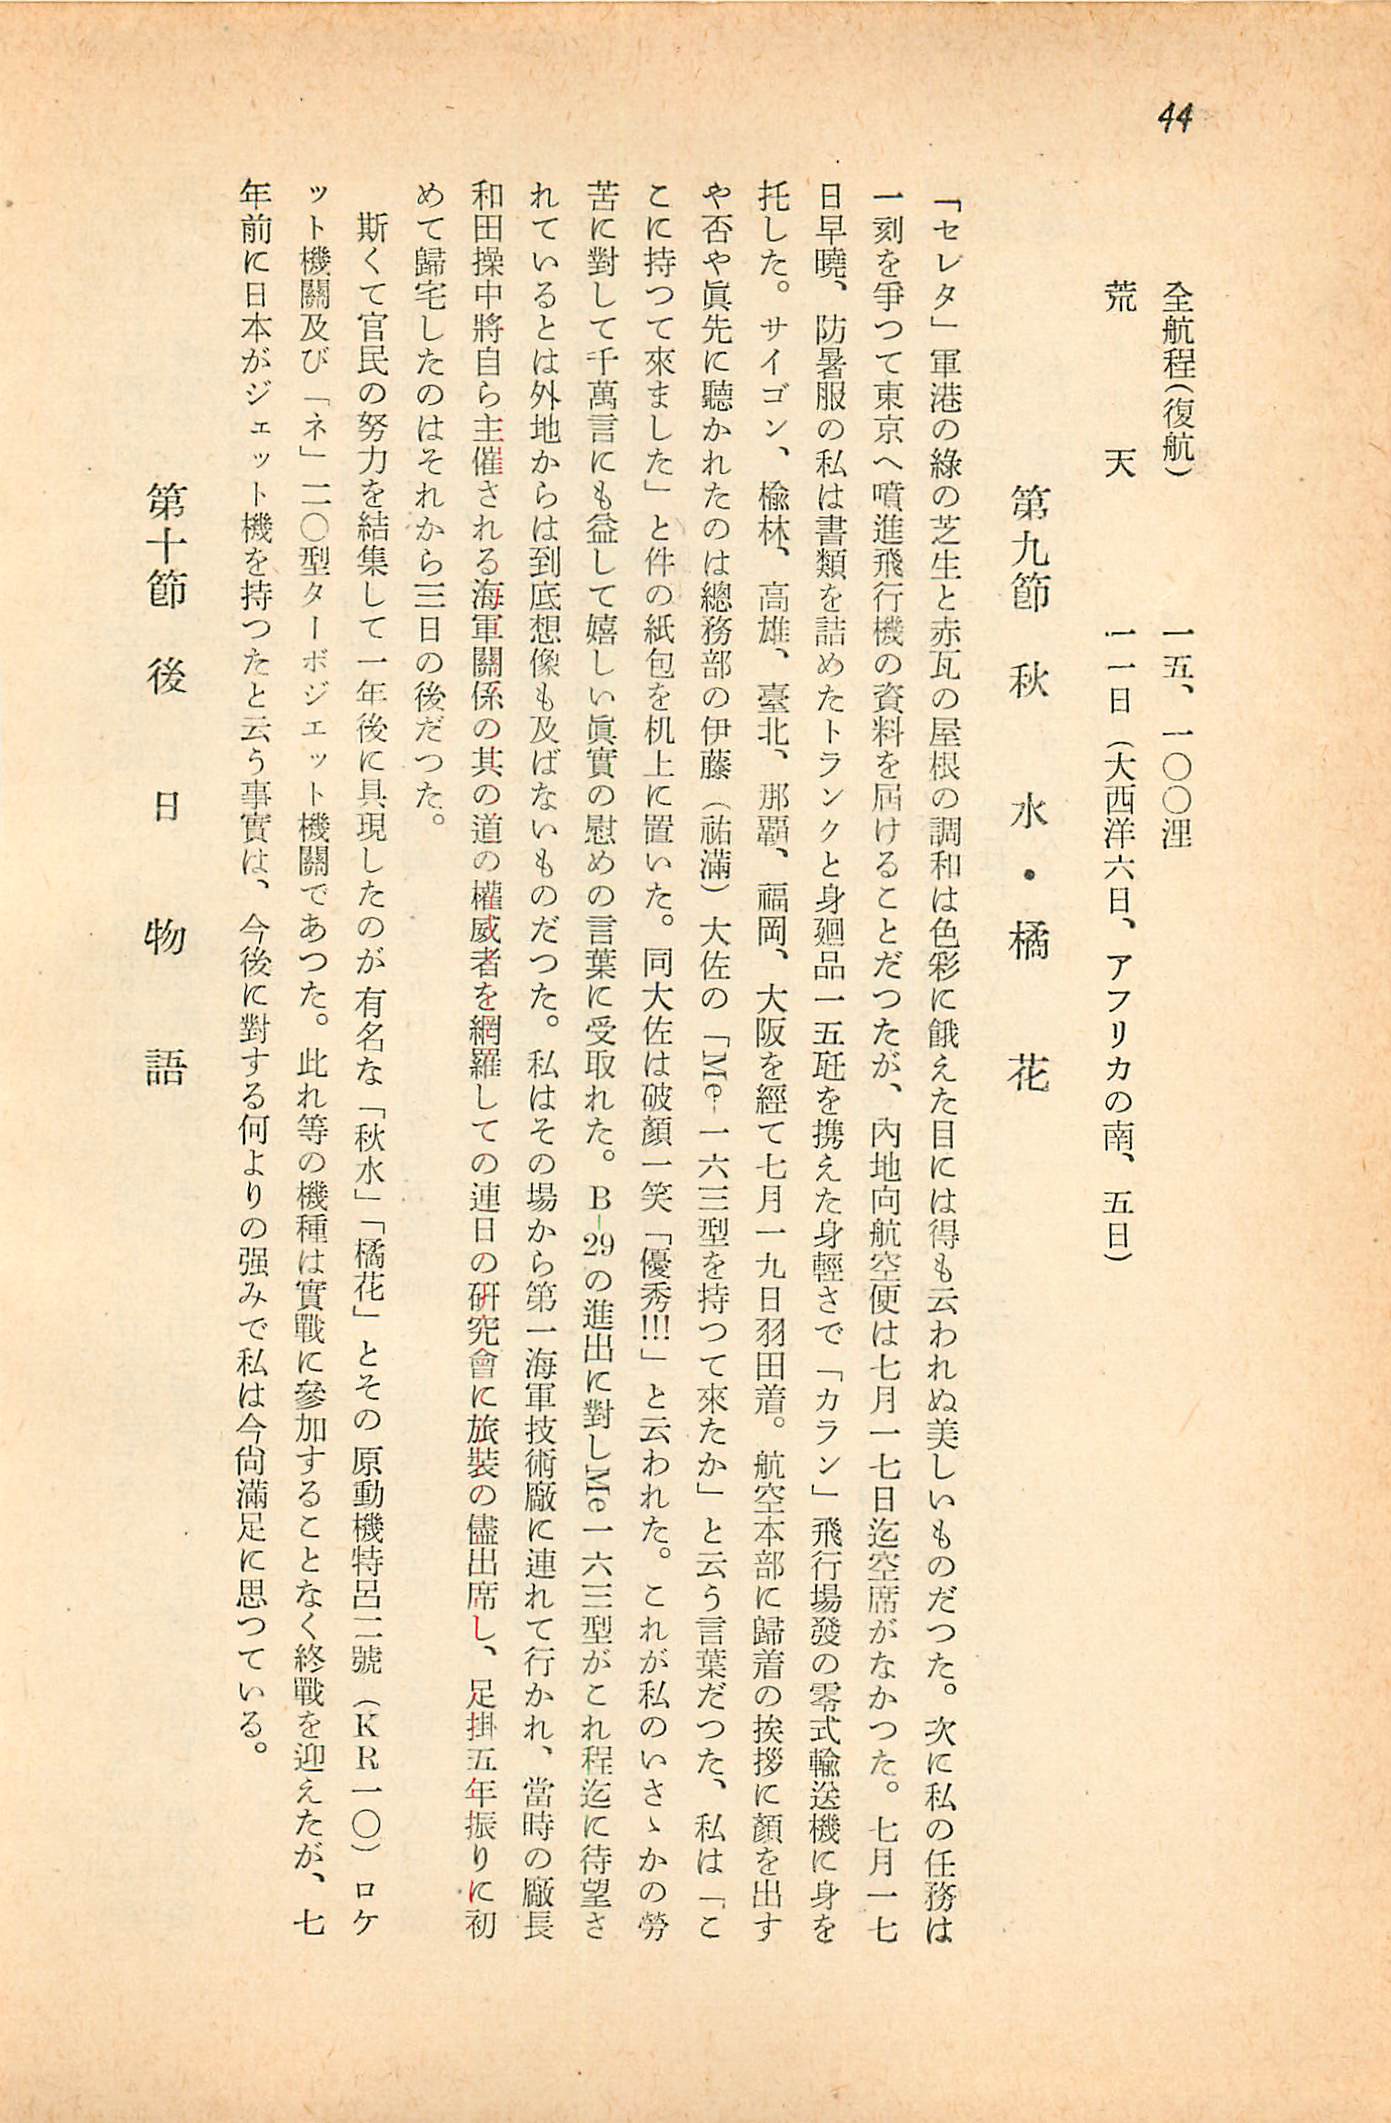 44
全航程(復航)　一五、一〇〇浬
荒天　一一日(大西洋六日、アフリカの南、五日)
第九節　秋水・橘花
「セレタ」軍港の綠の芝生と赤瓦の屋根の調和は色彩に餓えた目には得も云われぬ美しいものだつた。次に私の任務は
一刻を爭つて東京へ噴進飛行機の資料を届けることだつたが、內地向航空便は七月一七日迄空席がなかつた。七月一七
日早曉、防暑服の私は書類を詰めたトランクと身廻品一五瓩を携えた身輕さで「カラン」飛行場發の零式輸送機に身を
托した。サイゴン、楡林、高雄、臺北、那覇、福岡、大阪を經て七月一九日羽田着。航空本部に歸着の挨拶に顏を出す
や否や眞先に聽かれたのは總務部の伊藤(祐滿)大佐の「Me-一六三型を持つて來たか」と云う言葉だつた、私は「こ
こに持つて來ました」と件の紙包を机上に置いた。同大佐は破顏一笑「優秀!!!」と云われた。これが私のいさゝかの勞
苦に對して千萬言にも益して嬉しい眞實の慰めの言葉に受取れた。B-29の進出に對しMe一六三型がこれ程迄に待望さ
れているとは外地からは到底想像も及ばないものだつた。私はその場から第一海軍技術廠に連れて行かれ、當時の廠長
和田操中將自ら主催される海軍關係の其の道の權威者を網羅しての連日の硏究會に旅裝の儘出席し、足掛五年振りに初
めて歸宅したのはそれから三日の後だつた。
斯くて官民の努力を結集して一年後に具現したのが有名な「秋水」「橘花」とその原動機特呂二號(KR一〇)ロケ
ット機關及び「ネ」二〇型ターボジェット機關であつた。此れ等の機種は實戰に參加することなく終戰を迎えたが、七
年前に日本がジェット機を持つたと云う事實は、今後に對する何よりの强みで私は今尙滿足に思つている。
第十節　後日物語